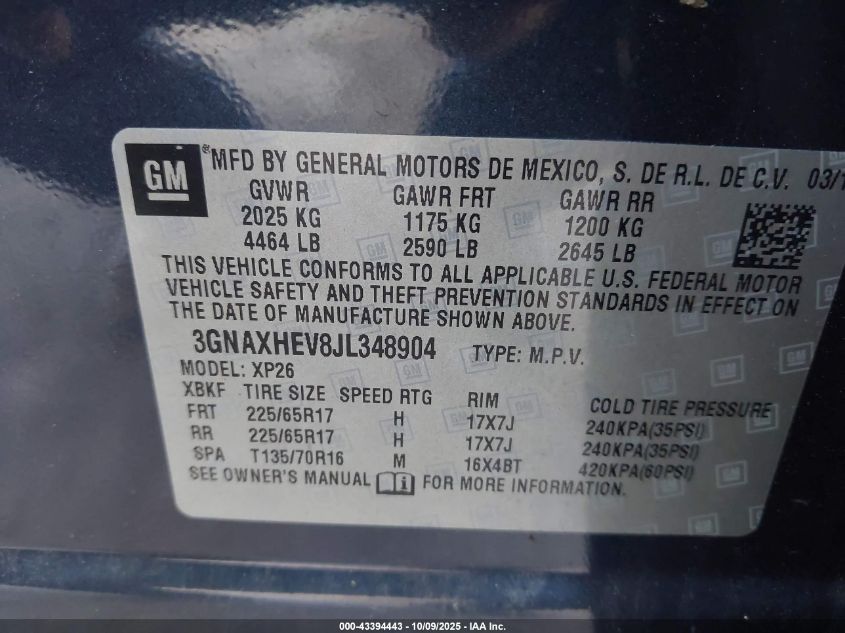 GM ®MFD BY GENERAL MOTORS DE MEXICO, S. DE R.L. DE C.V. 03/1
GVWR GAWR FRT GAWR RR
2025 KG 1175 KG 1200 KG
4464 LB 2590 LB 2645 LB
THIS VEHICLE CONFORMS TO ALL APPLICABLE U.S. FEDERAL MOTOR
VEHICLE SAFETY AND THEFT PREVENTION STANDARDS IN EFFECT ON
THE DATE OF MANUFACTURE SHOWN ABOVE.
3GNAXHEV8JL348904 TYPE: M.P.V.
MODEL: XP26
XBKF TIRE SIZE SPEED RTG RIM COLD TIRE PRESSURE
FRT 225/65R17 H 17X7J 240KPA(35PSI)
RR 225/65R17 H 17X7J 240KPA(35PSI)
SPA T135/70R16 M 16X4BT 420KPA(60PSI)
SEE OWNER'S MANUAL i FOR MORE INFORMATION.
000-43394443 - 10/09/2025 - IAA Inc.